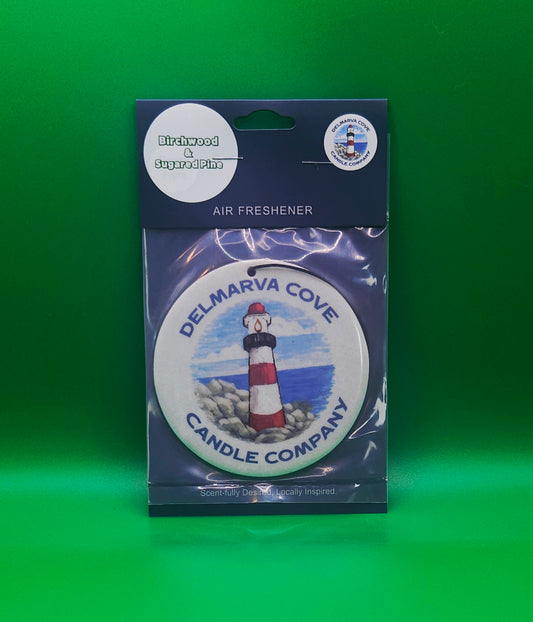 Birchwood
&
Sugared Pine
DELMARVA COVE
CANDLE COMPANY
AIR FRESHENER
DELMARVA COVE
CANDLE COMPANY
Scent-fully Desired, Locally Inspired.